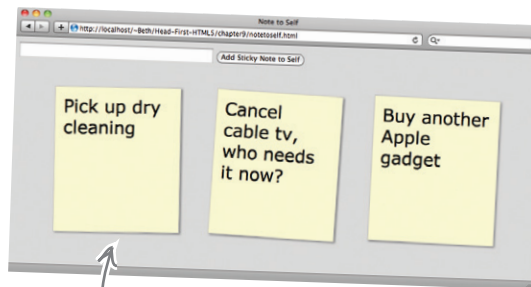 Note to Self
http://localhost/~Beth/Head-First-HTML5/chapter9/notetoself.html
Add Sticky Note to Self
Pick up dry
cleaning
Cancel
cable tv,
who needs
it now?
Buy another
Apple
gadget